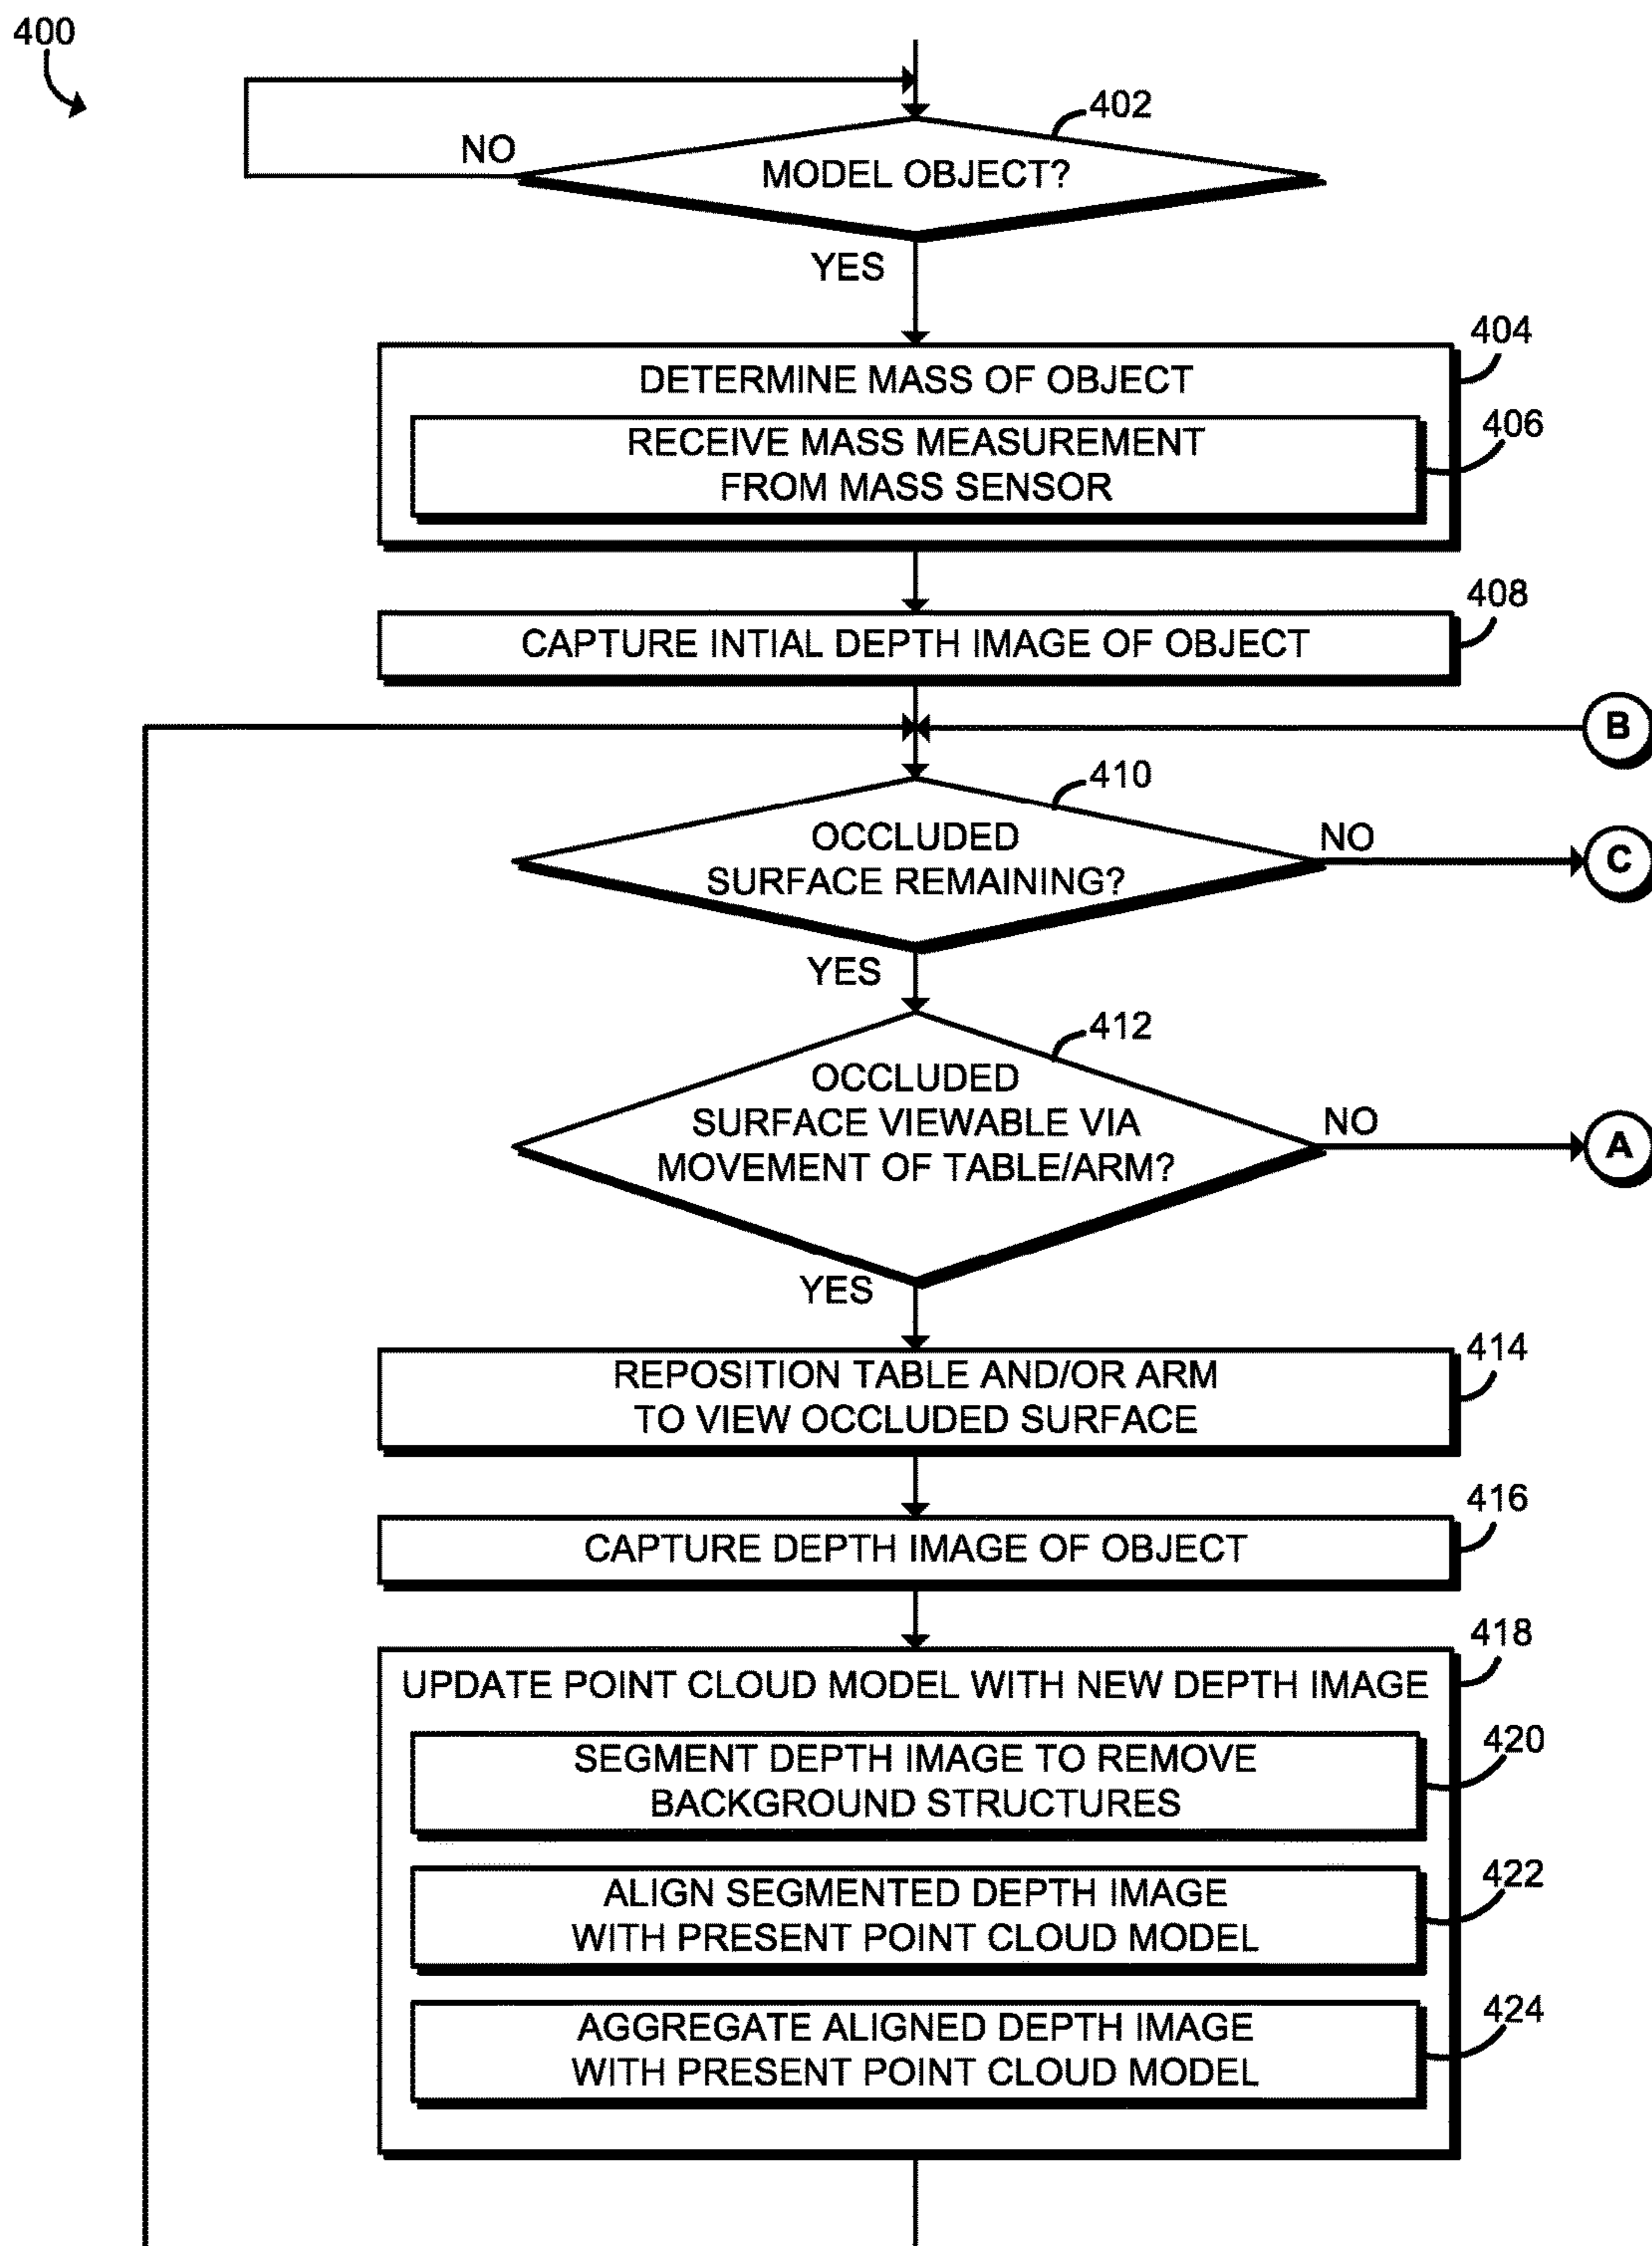 400
402
NO
MODEL OBJECT?
YES
404
DETERMINE MASS OF OBJECT
406
RECEIVE MASS MEASUREMENT
FROM MASS SENSOR
408
CAPTURE INTIAL DEPTH IMAGE OF OBJECT
B
410
OCCLUDED
SURFACE REMAINING?
NO
C
YES
412
OCCLUDED
SURFACE VIEWABLE VIA
MOVEMENT OF TABLE/ARM?
NO
A
YES
414
REPOSITION TABLE AND/OR ARM
TO VIEW OCCLUDED SURFACE
416
CAPTURE DEPTH IMAGE OF OBJECT
418
UPDATE POINT CLOUD MODEL WITH NEW DEPTH IMAGE
420
SEGMENT DEPTH IMAGE TO REMOVE
BACKGROUND STRUCTURES
422
ALIGN SEGMENTED DEPTH IMAGE
WITH PRESENT POINT CLOUD MODEL
424
AGGREGATE ALIGNED DEPTH IMAGE
WITH PRESENT POINT CLOUD MODEL